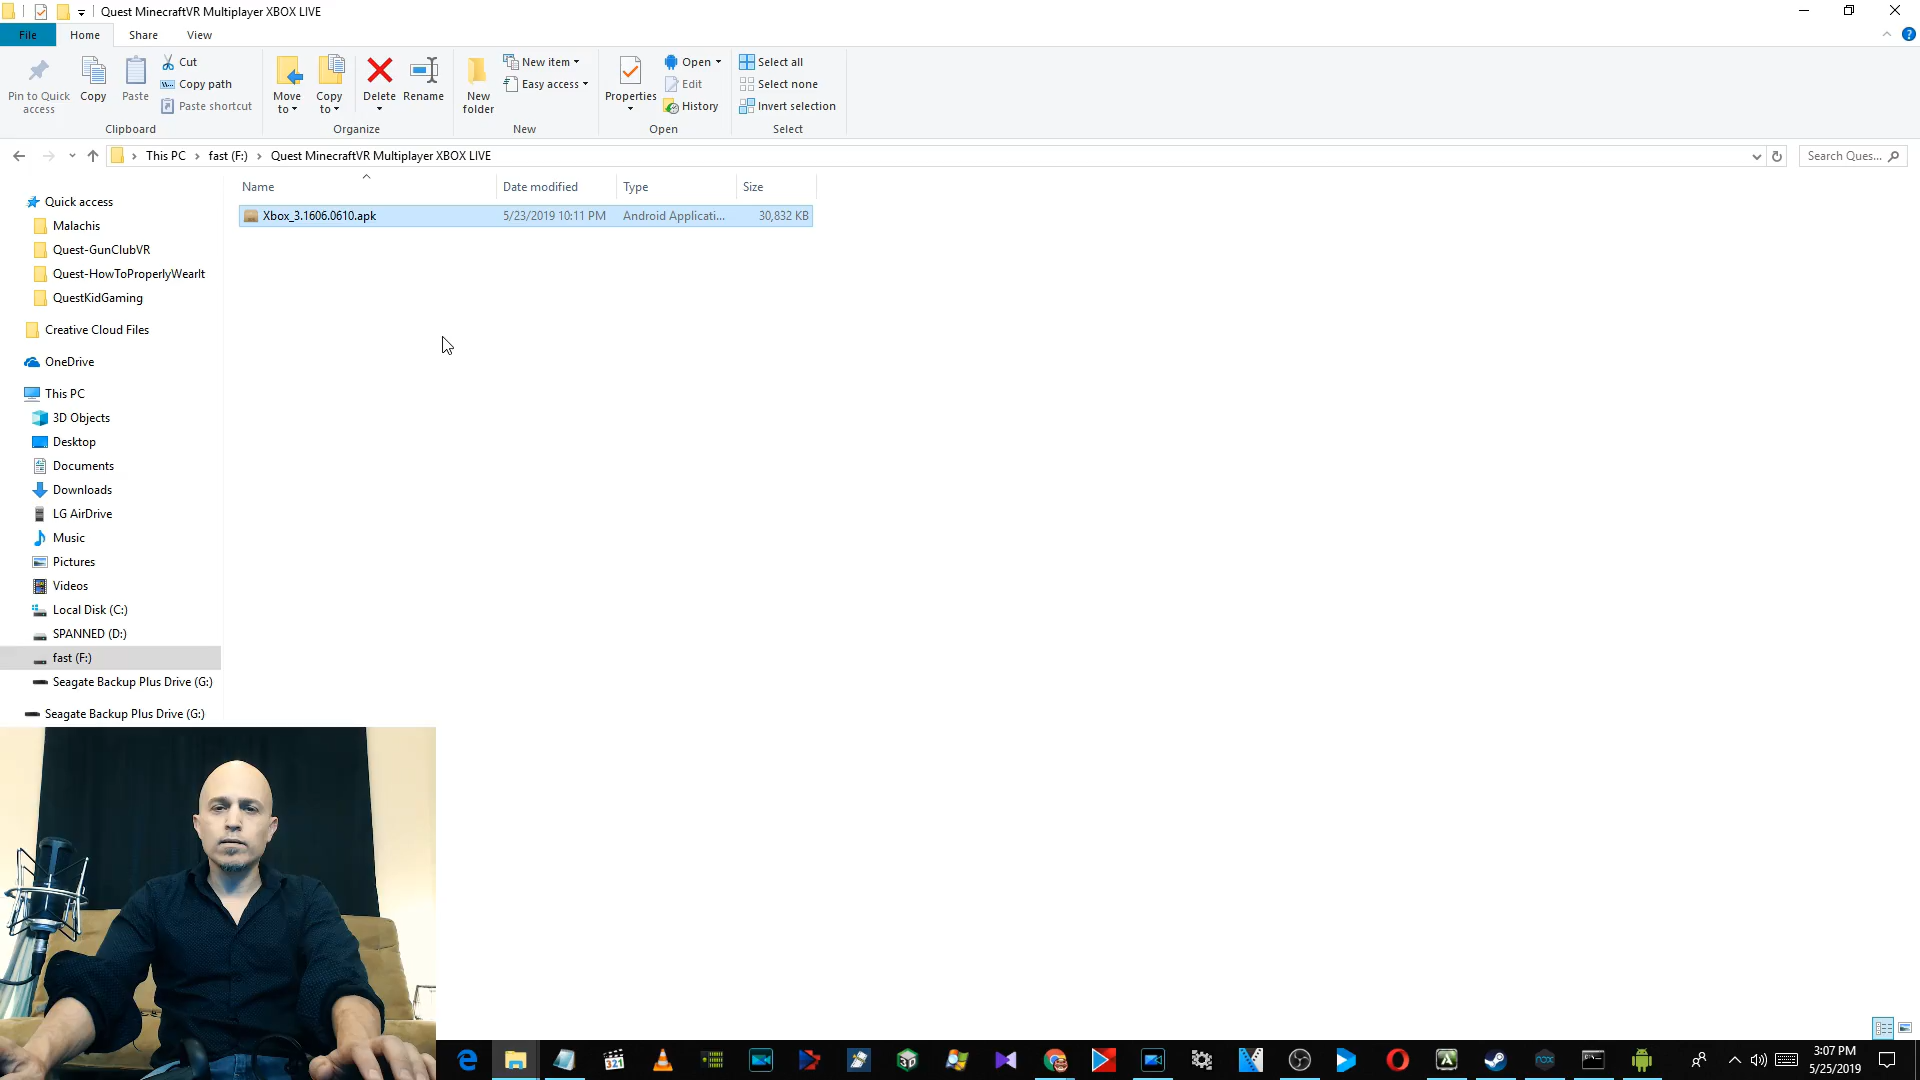 Quest MinecraftVR Multiplayer XBOX LIVE
File Home Share View
Pin to Quick access
Copy
Paste
Cut
Copy path
Paste shortcut
Clipboard
Move to
Copy to
Delete
Rename
Organize
New folder
New item
Easy access
New
Properties
Open
Edit
History
Open
Select all
Select none
Invert selection
Select
This PC > fast (F:) > Quest MinecraftVR Multiplayer XBOX LIVE
Search Ques...
Name Date modified Type Size
Xbox_3.1606.0610.apk 5/23/2019 10:11 PM Android Applicati... 30,832 KB
Quick access
Malachis
Quest-GunClubVR
Quest-HowToProperlyWearIt
QuestKidGaming
Creative Cloud Files
OneDrive
This PC
3D Objects
Desktop
Documents
Downloads
LG AirDrive
Music
Pictures
Videos
Local Disk (C:)
SPANNED (D:)
fast (F:)
Seagate Backup Plus Drive (G:)
Seagate Backup Plus Drive (G:)
321
nox
3:07 PM
5/25/2019